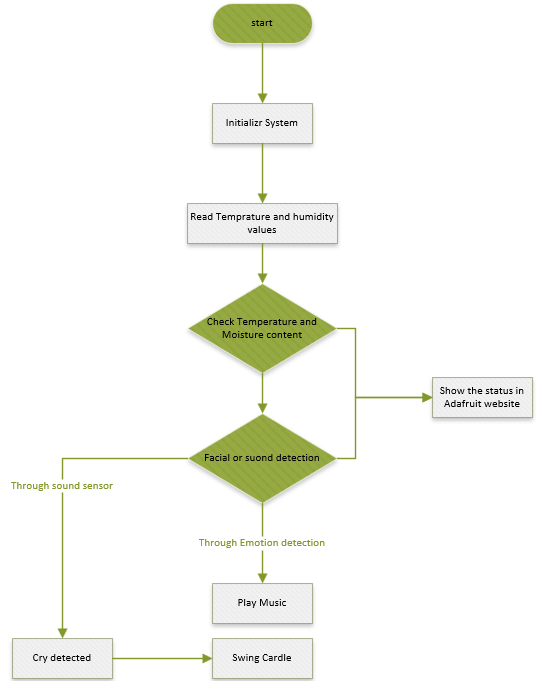 start
Initializr System
Read Temprature and humidity
values
Check Temperature and
Moisture content
Show the status in
Adafruit website
Facial or suond detection
Through sound sensor
Through Emotion detection
Play Music
Cry detected
Swing Cardle